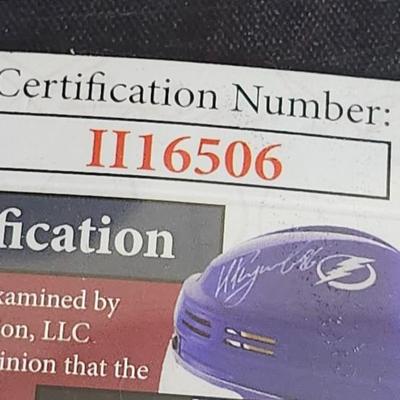 Certification Number:
II16506
fication
xamined by
on, LLC
inion that the